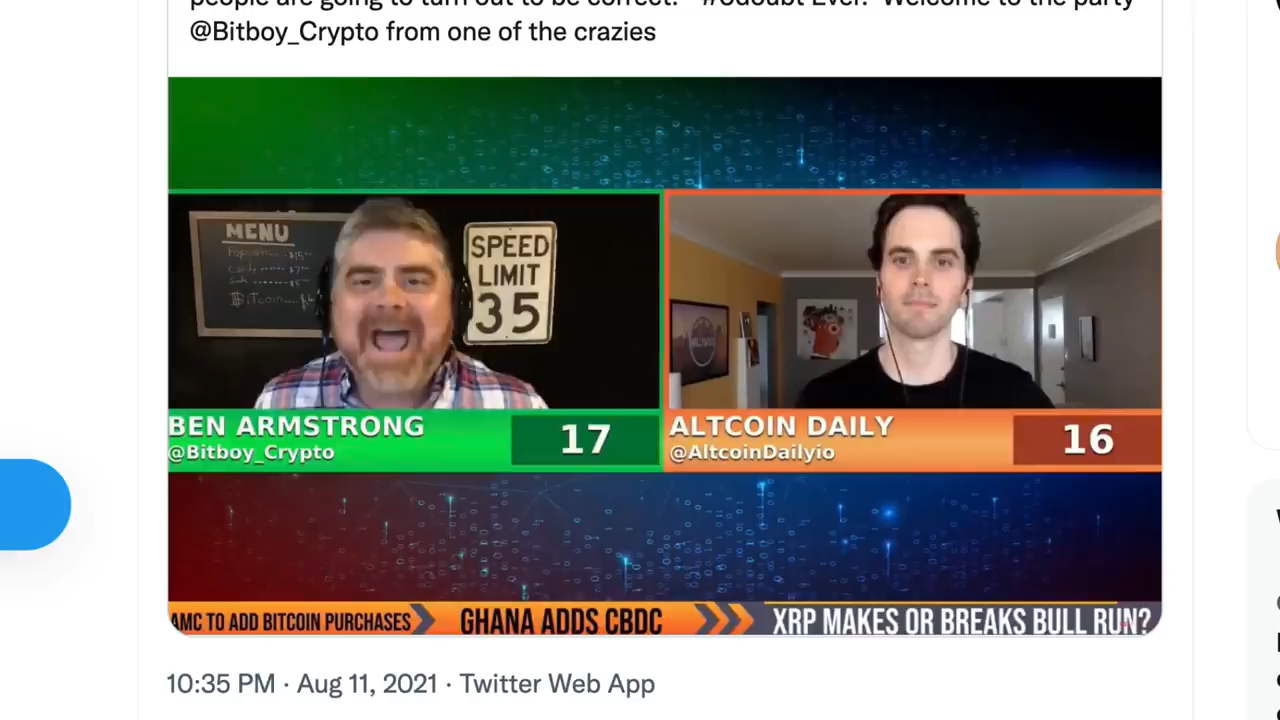 @Bitboy_Crypto from one of the crazies
MENU
SPEED
LIMIT
35
BEN ARMSTRONG
@Bitboy_Crypto
17
ALTCOIN DAILY
@AltcoinDailyio
16
AMC TO ADD BITCOIN PURCHASES
GHANA ADDS CBDC
XRP MAKES OR BREAKS BULL RUN?
10:35 PM · Aug 11, 2021 · Twitter Web App